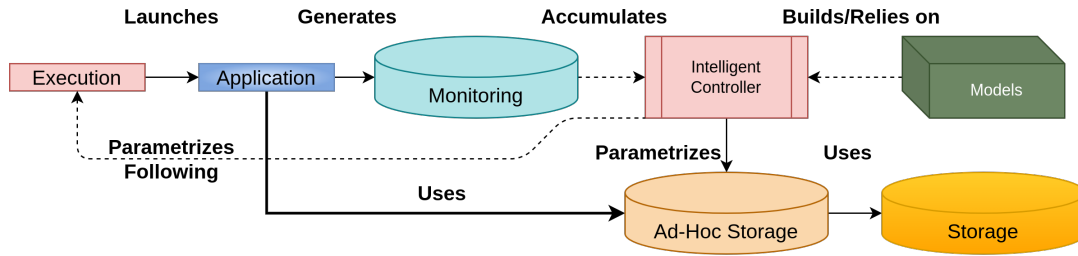 Launches
Generates
Accumulates
Builds/Relies on
Execution
Application
Monitoring
Intelligent
Controller
Models
Parametrizes
Following
Parametrizes
Uses
Uses
Ad-Hoc Storage
Storage